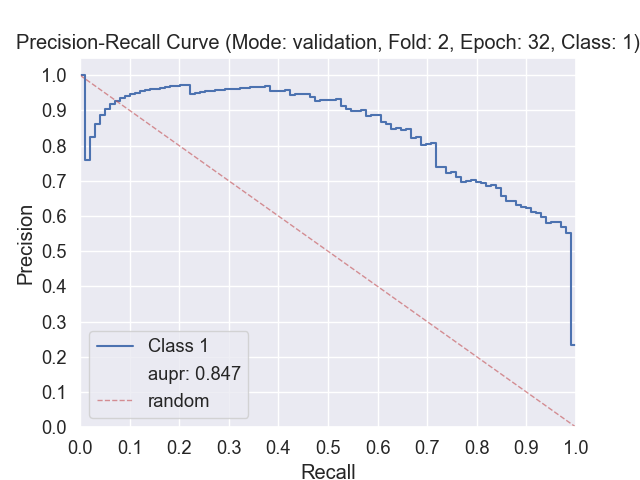 Precision-Recall Curve (Mode: validation, Fold: 2, Epoch: 32, Class: 1)
1.0
0.9
0.8
0.7
0.6
0.5
0.4
0.3
0.2
0.1
0.0
Precision
Class 1
aupr: 0.847
random
0.0 0.1 0.2 0.3 0.4 0.5 0.6 0.7 0.8 0.9 1.0
Recall